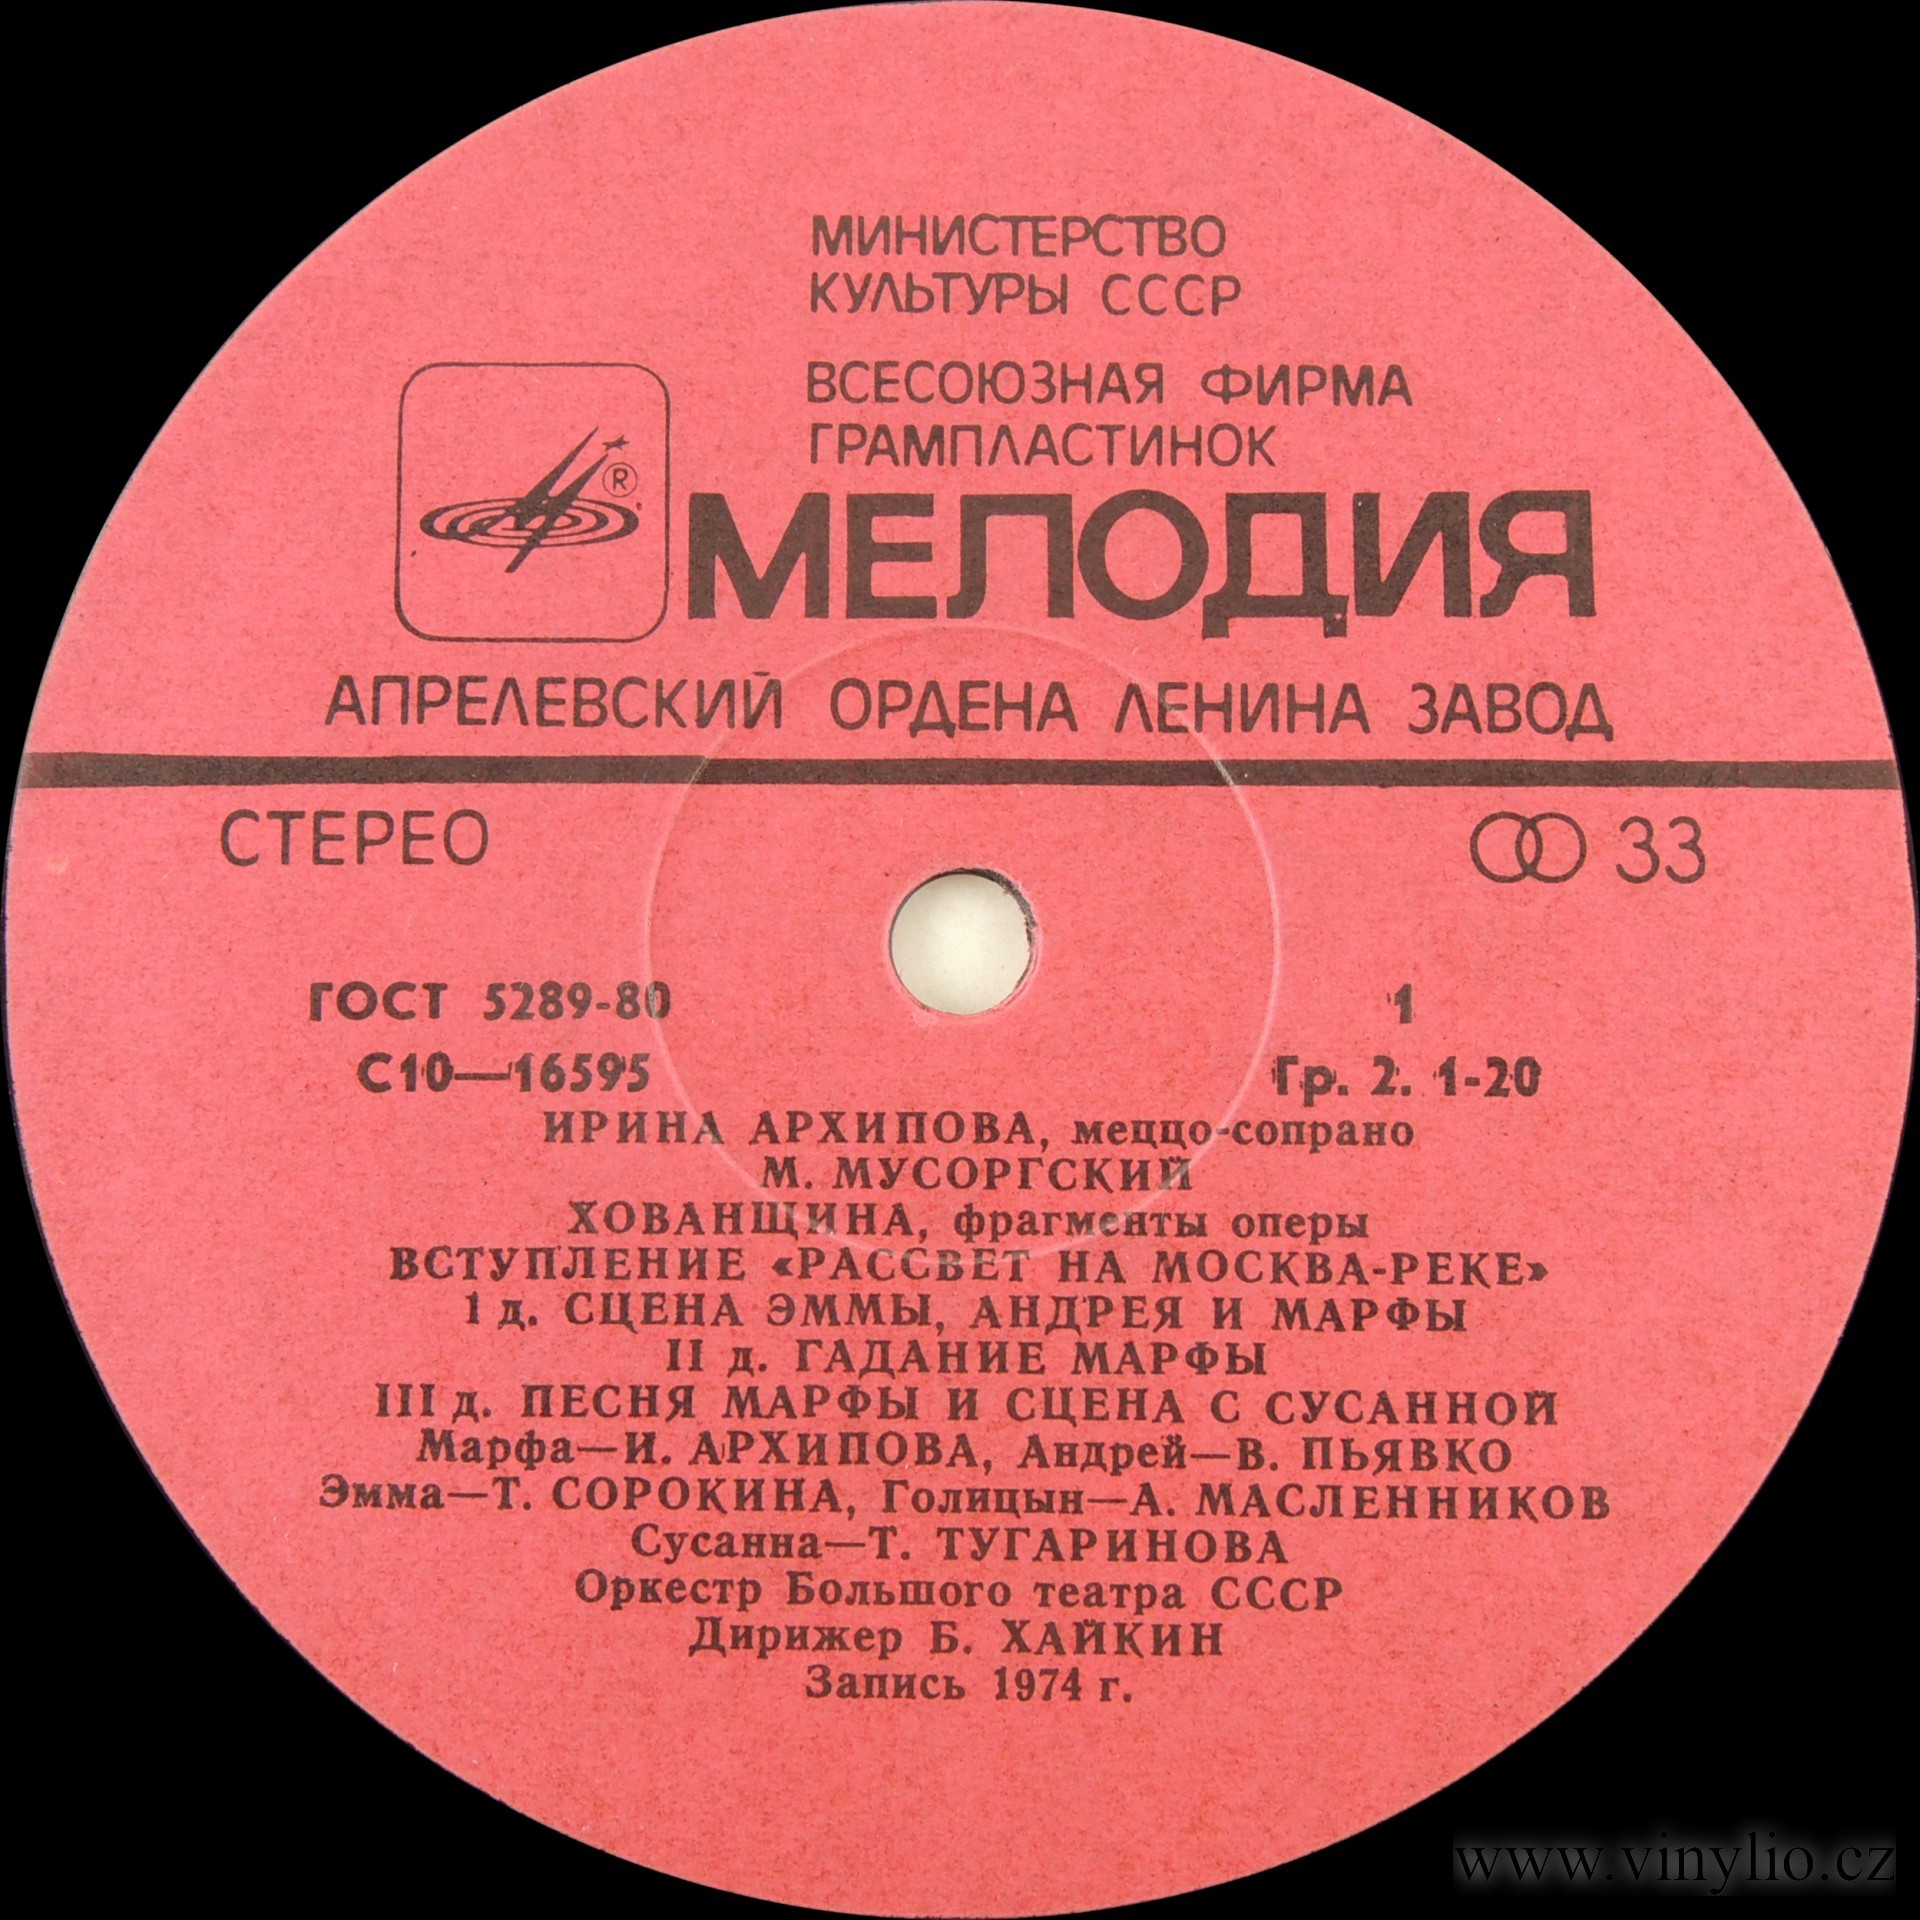 МИНИСТЕРСТВО
КУЛЬТУРЫ СССР
ВСЕСОЮЗНАЯ ФИРМА
ГРАМПЛАСТИНОК
®
МЕЛОДИЯ
АПРЕЛЕВСКИЙ ОРДЕНА ЛЕНИНА ЗАВОД
СТЕРЕО 33
ГОСТ 5289-80 1
С10—16595 Гр. 2. 1-20
ИРИНА АРХИПОВА, меццо-сопрано
М. МУСОРГСКИЙ
ХОВАНЩИНА, фрагменты оперы
ВСТУПЛЕНИЕ «РАССВЕТ НА МОСКВА-РЕКЕ»
1 д. СЦЕНА ЭММЫ, АНДРЕЯ И МАРФЫ
II д. ГАДАНИЕ МАРФЫ
III д. ПЕСНЯ МАРФЫ И СЦЕНА С СУСАННОЙ
Марфа—И. АРХИПОВА, Андрей—В. ПЬЯВКО
Эмма—Т. СОРОКИНА, Голицын—А. МАСЛЕННИКОВ
Сусанна—Т. ТУГАРИНОВА
Оркестр Большого театра СССР
Дирижер Б. ХАЙКИН
Запись 1974 г.
www.vinylio.cz